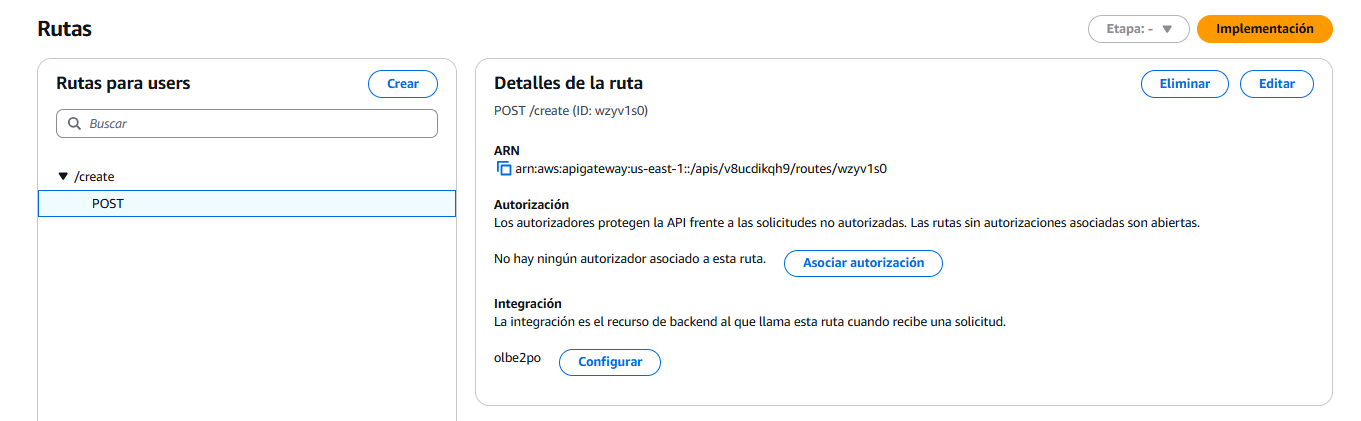 Rutas
Etapa: -
Implementación
Rutas para users
Crear
Buscar
/create
POST
Detalles de la ruta
Eliminar
Editar
POST /create (ID: wzyv1s0)
ARN
arn:aws:apigateway:us-east-1::/apis/v8ucdikqh9/routes/wzyv1s0
Autorización
Los autorizadores protegen la API frente a las solicitudes no autorizadas. Las rutas sin autorizaciones asociadas son abiertas.
No hay ningún autorizador asociado a esta ruta.
Asociar autorización
Integración
La integración es el recurso de backend al que llama esta ruta cuando recibe una solicitud.
olbe2po
Configurar